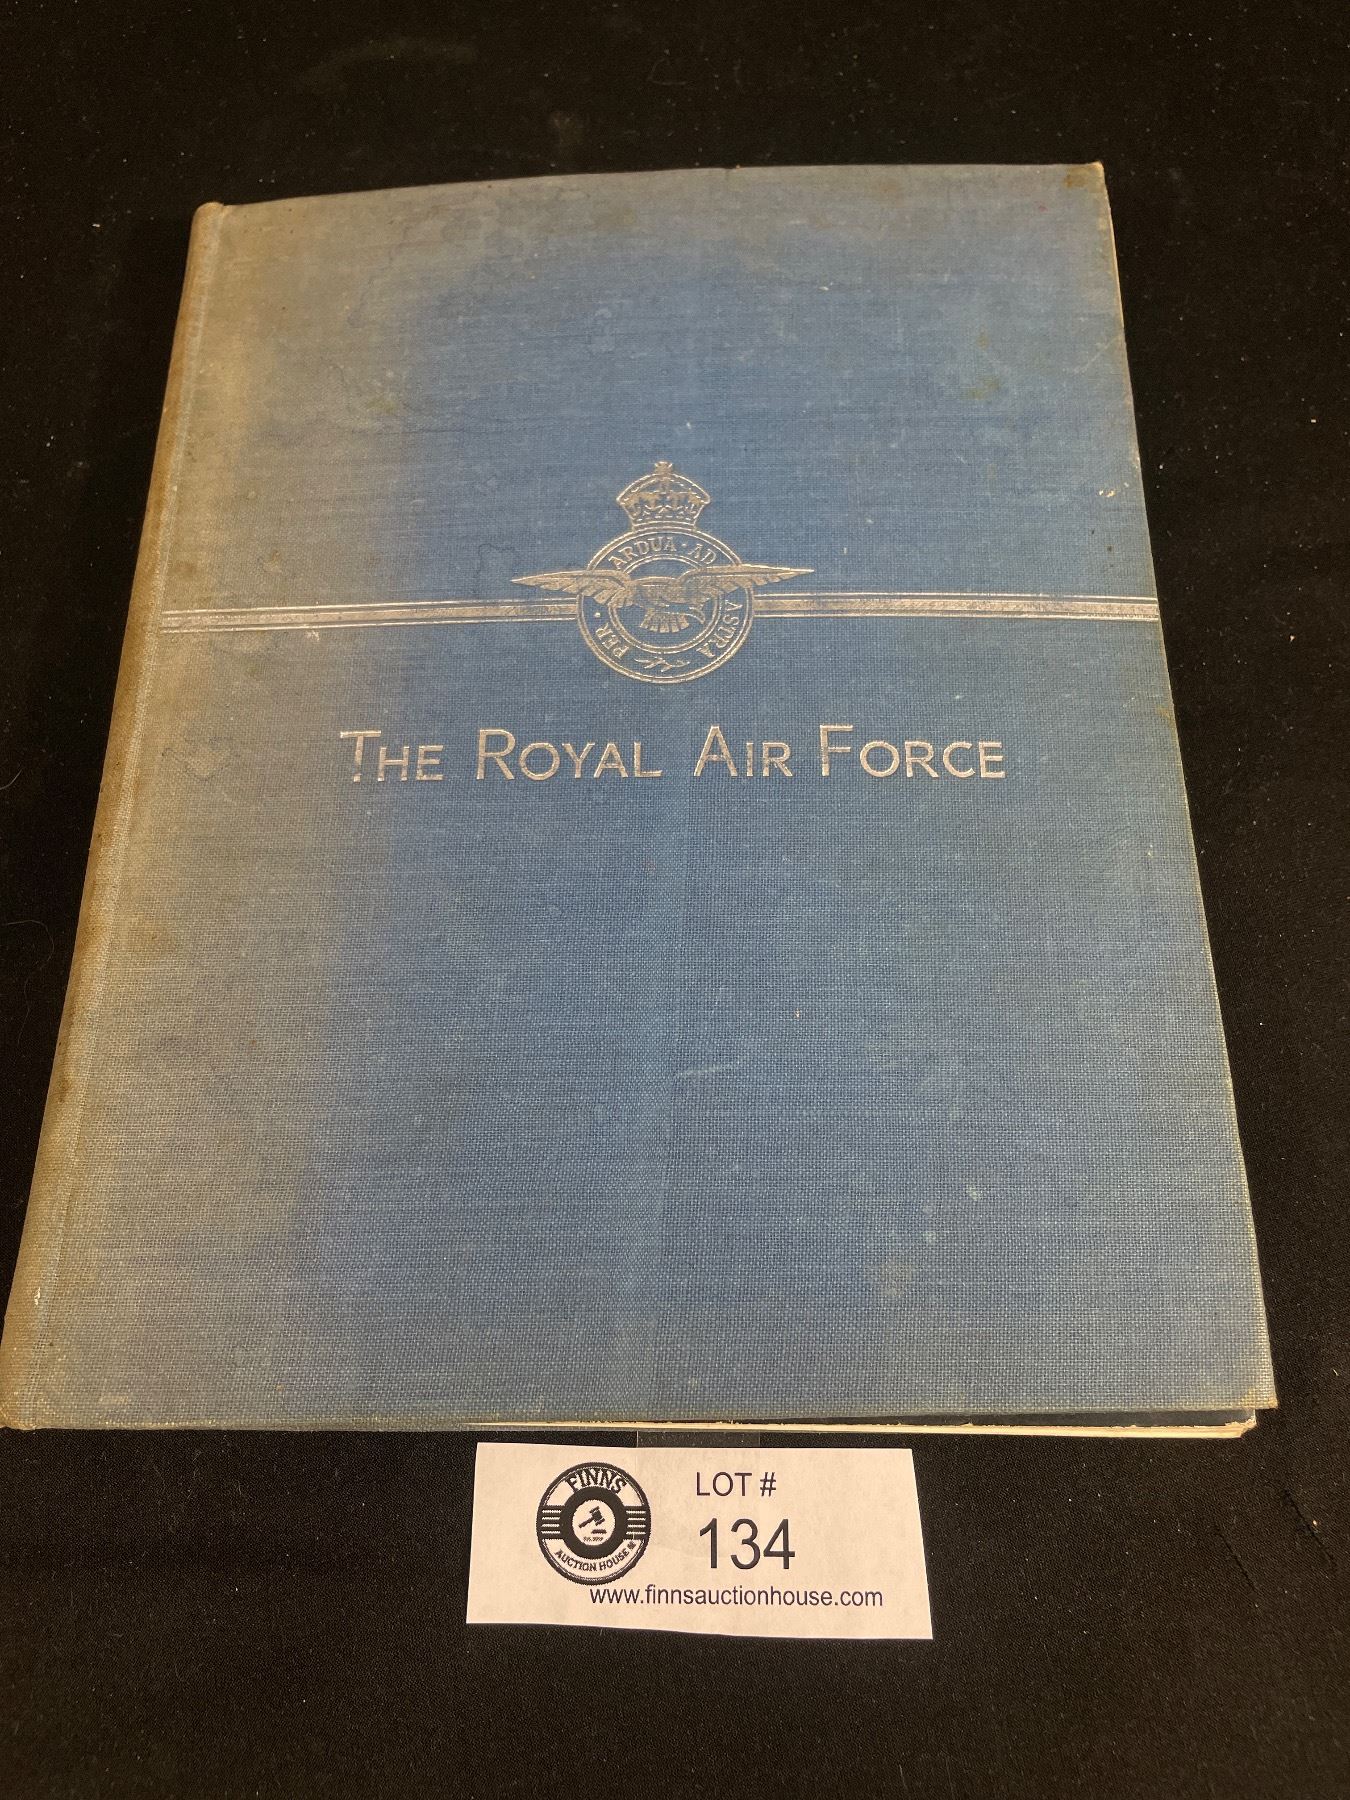 PER · ARDUA · AD ASTRA
THE ROYAL AIR FORCE
FINNS
AUCTION HOUSE
LOT #
134
www.finnsauctionhouse.com